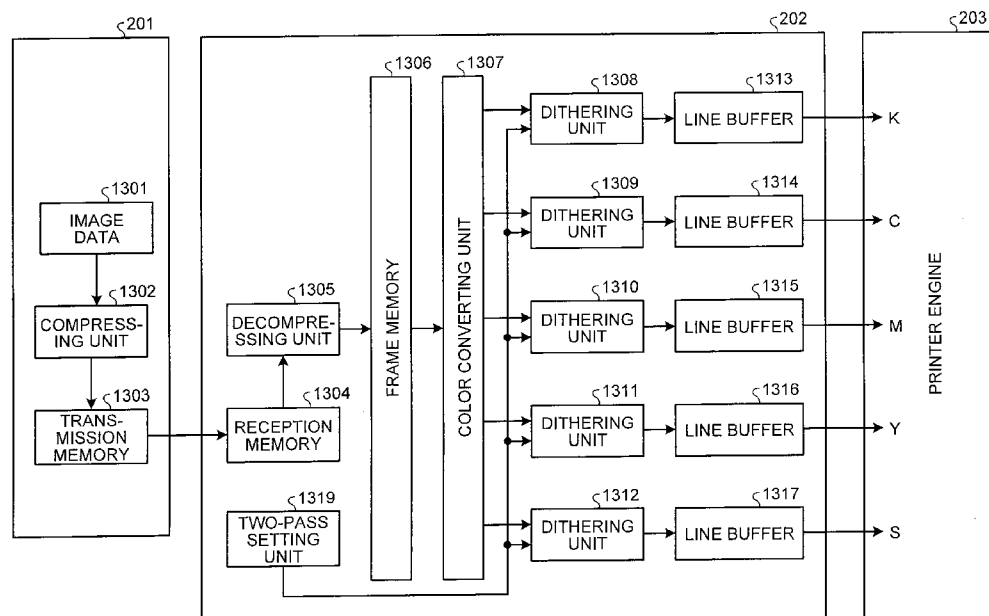 201
202
203
1301
IMAGE
DATA
1302
COMPRESS-
ING UNIT
1303
TRANS-
MISSION
MEMORY
1305
DECOMPRE-
SSING UNIT
1304
RECEPTION
MEMORY
1319
TWO-PASS
SETTING
UNIT
1306
FRAME MEMORY
1307
COLOR CONVERTING UNIT
1308
DITHERING
UNIT
1313
LINE BUFFER
K
1309
DITHERING
UNIT
1314
LINE BUFFER
C
1310
DITHERING
UNIT
1315
LINE BUFFER
M
1311
DITHERING
UNIT
1316
LINE BUFFER
Y
1312
DITHERING
UNIT
1317
LINE BUFFER
S
PRINTER ENGINE